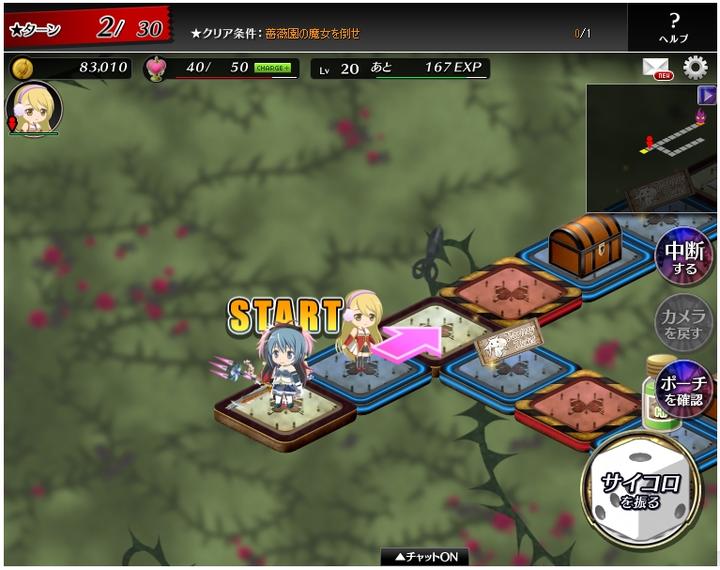 ★ターン 2/ 30
★クリア条件：薔薇園の魔女を倒せ 0/1
?
ヘルプ
83,010
40/ 50 CHARGE+
Lv 20 あと 167 EXP
NEW
START
中断
する
カメラ
を戻す
ポーチ
を確認
サイコロ
を振る
▲チャットON